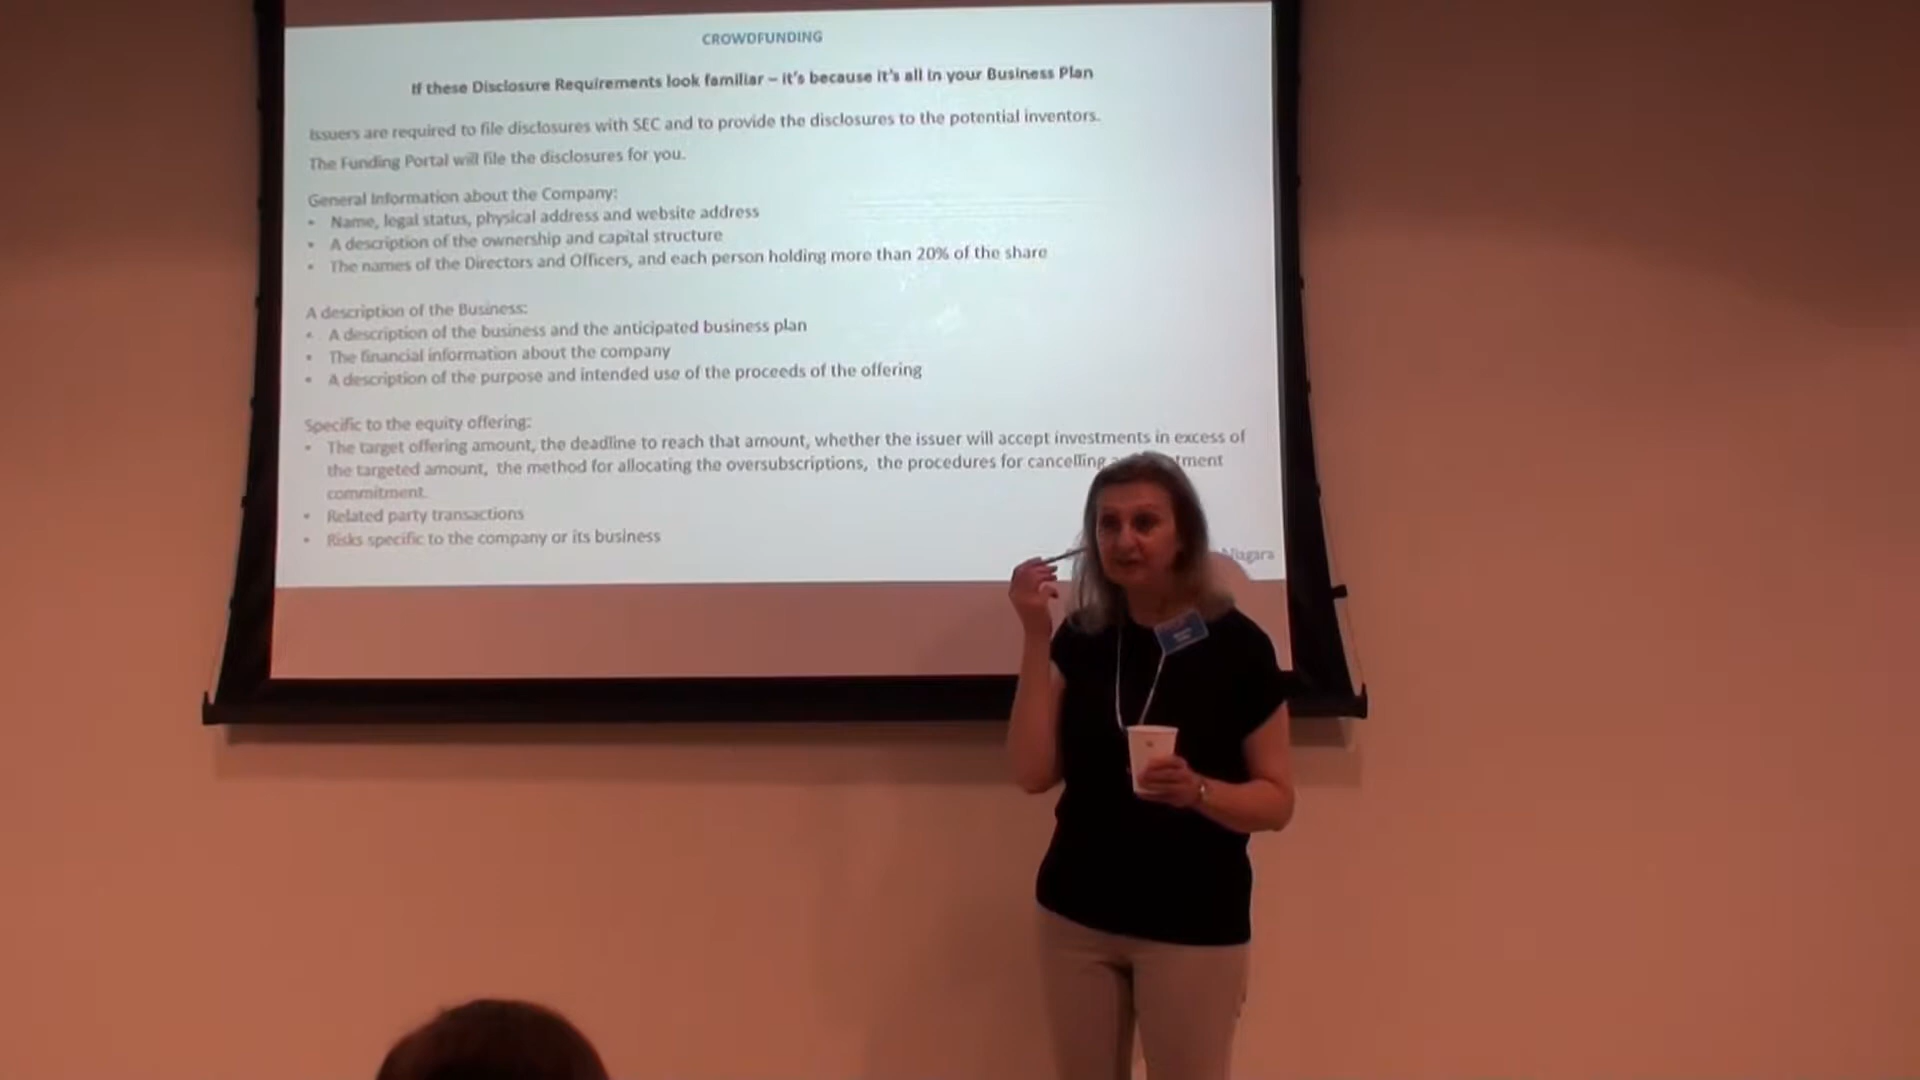 CROWDFUNDING
If these Disclosure Requirements look familiar – it's because it's all in your Business Plan
Issuers are required to file disclosures with SEC and to provide the disclosures to the potential inventors.
The Funding Portal will file the disclosures for you.
General Information about the Company:
• Name, legal status, physical address and website address
• A description of the ownership and capital structure
• The names of the Directors and Officers, and each person holding more than 20% of the share
A description of the Business:
• A description of the business and the anticipated business plan
• The financial information about the company
• A description of the purpose and intended use of the proceeds of the offering
Specific to the equity offering:
• The target offering amount, the deadline to reach that amount, whether the issuer will accept investments in excess of
the targeted amount, the method for allocating the oversubscriptions, the procedures for cancelling tment
commitment.
• Related party transactions
• Risks specific to the company or its business
Niagara